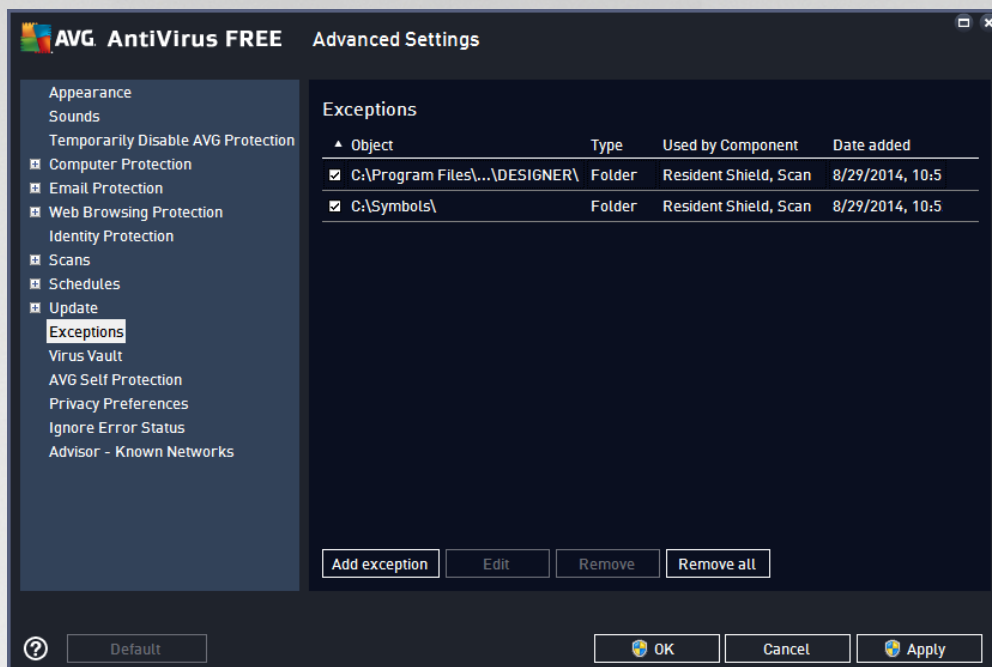 AVG AntiVirus FREE Advanced Settings
Appearance
Sounds
Temporarily Disable AVG Protection
Computer Protection
Email Protection
Web Browsing Protection
Identity Protection
Scans
Schedules
Update
Exceptions
Virus Vault
AVG Self Protection
Privacy Preferences
Ignore Error Status
Advisor - Known Networks
Exceptions
Object Type Used by Component Date added
C:\Program Files\...\DESIGNER\ Folder Resident Shield, Scan 8/29/2014, 10:5
C:\Symbols\ Folder Resident Shield, Scan 8/29/2014, 10:5
Add exception Edit Remove Remove all
? Default OK Cancel Apply